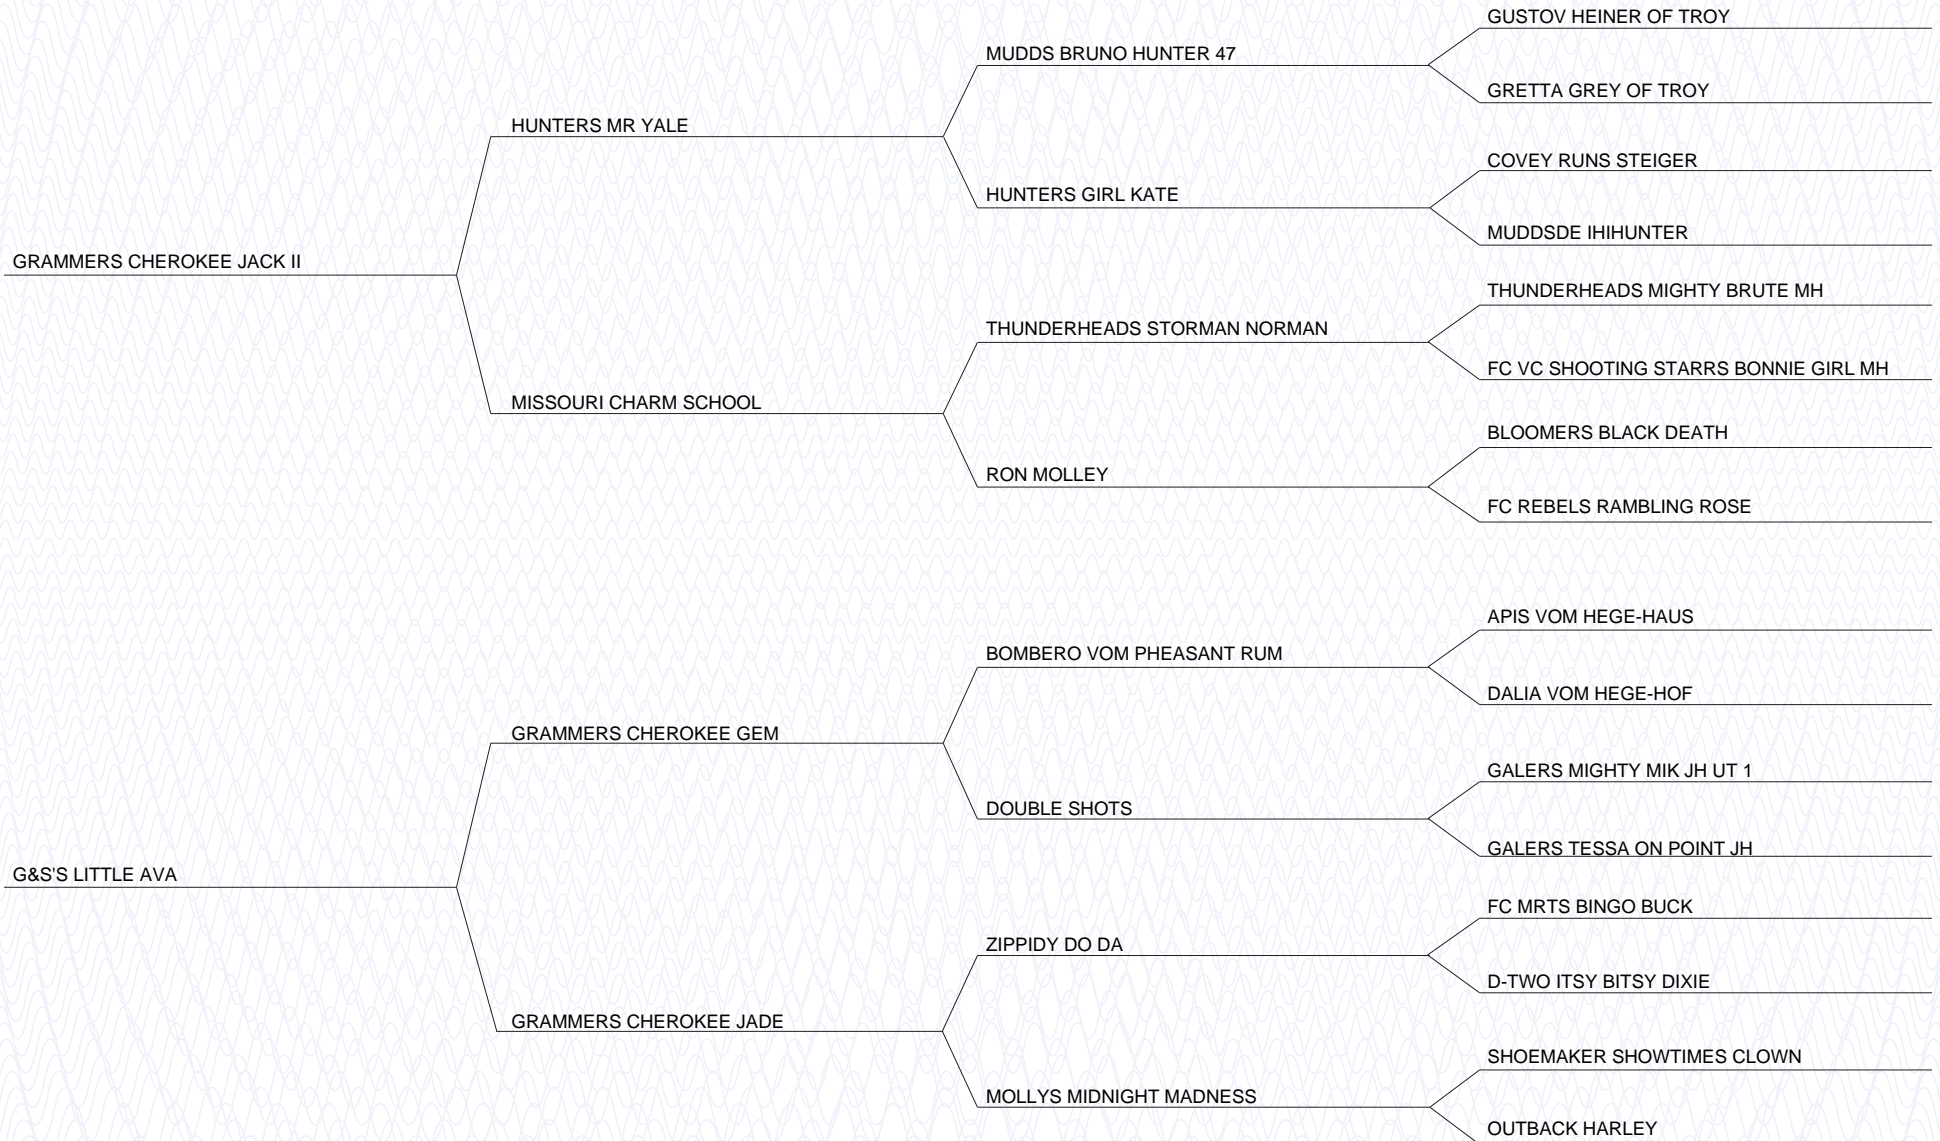 GUSTOV HEINER OF TROY
MUDDS BRUNO HUNTER 47
GRETTA GREY OF TROY
HUNTERS MR YALE
COVEY RUNS STEIGER
HUNTERS GIRL KATE
MUDDSDE IHIHUNTER
GRAMMERS CHEROKEE JACK II
THUNDERHEADS MIGHTY BRUTE MH
THUNDERHEADS STORMAN NORMAN
FC VC SHOOTING STARRS BONNIE GIRL MH
MISSOURI CHARM SCHOOL
BLOOMERS BLACK DEATH
RON MOLLEY
FC REBELS RAMBLING ROSE
APIS VOM HEGE-HAUS
BOMBERO VOM PHEASANT RUM
DALIA VOM HEGE-HOF
GRAMMERS CHEROKEE GEM
GALERS MIGHTY MIK JH UT 1
DOUBLE SHOTS
GALERS TESSA ON POINT JH
G&S'S LITTLE AVA
FC MRTS BINGO BUCK
ZIPPIDY DO DA
D-TWO ITSY BITSY DIXIE
GRAMMERS CHEROKEE JADE
SHOEMAKER SHOWTIMES CLOWN
MOLLYS MIDNIGHT MADNESS
OUTBACK HARLEY